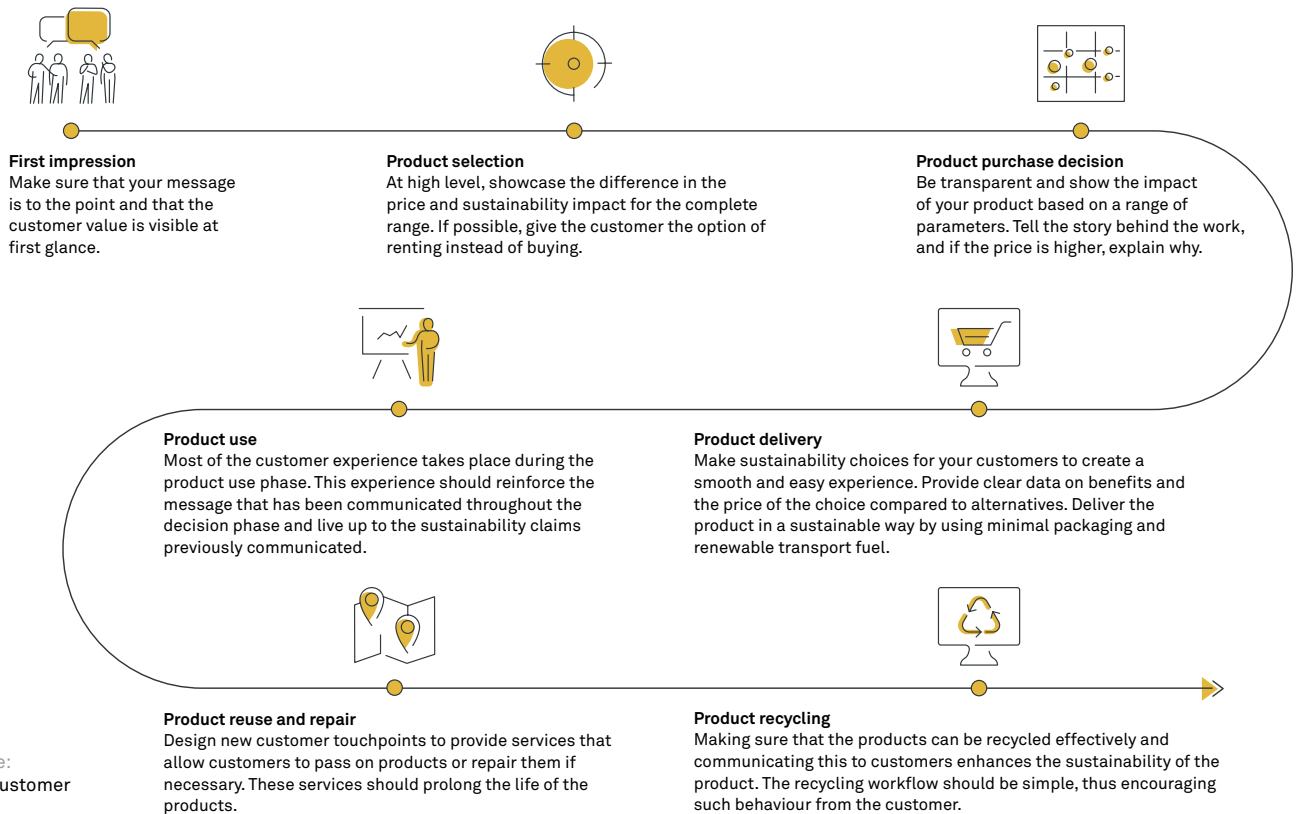 First impression
Make sure that your message
is to the point and that the
customer value is visible at
first glance.
Product selection
At high level, showcase the difference in the
price and sustainability impact for the complete
range. If possible, give the customer the option of
renting instead of buying.
Product purchase decision
Be transparent and show the impact
of your product based on a range of
parameters. Tell the story behind the work,
and if the price is higher, explain why.
Product delivery
Make sustainability choices for your customers to create a
smooth and easy experience. Provide clear data on benefits and
the price of the choice compared to alternatives. Deliver the
product in a sustainable way by using minimal packaging and
renewable transport fuel.
Product use
Most of the customer experience takes place during the
product use phase. This experience should reinforce the
message that has been communicated throughout the
decision phase and live up to the sustainability claims
previously communicated.
Product reuse and repair
Design new customer touchpoints to provide services that
allow customers to pass on products or repair them if
necessary. These services should prolong the life of the
products.
Product recycling
Making sure that the products can be recycled effectively and
communicating this to customers enhances the sustainability of the
product. The recycling workflow should be simple, thus encouraging
such behaviour from the customer.